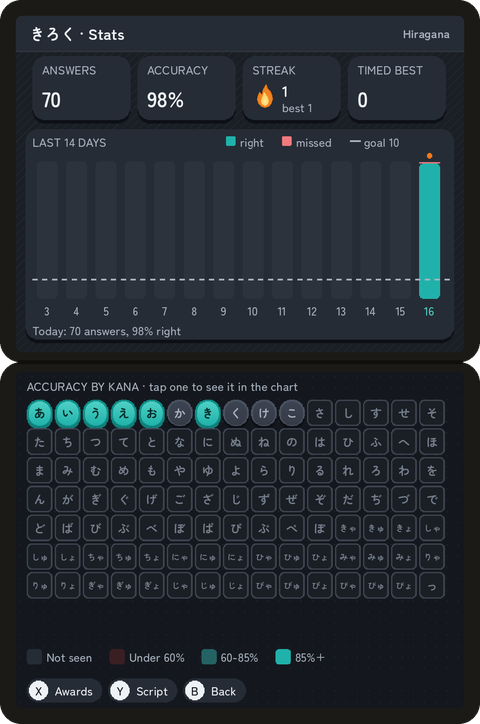 きろく · Stats
Hiragana
ANSWERS
70
ACCURACY
98%
STREAK
1
best 1
TIMED BEST
0
LAST 14 DAYS
right
missed
goal 10
3 4 5 6 7 8 9 10 11 12 13 14 15 16
Today: 70 answers, 98% right
ACCURACY BY KANA · tap one to see it in the chart
あ い う え お か き く け こ さ し す せ そ
た ち つ て と な に ぬ ね の は ひ ふ へ ほ
ま み む め も や ゆ よ ら り る れ ろ わ を
ん が ぎ ぐ げ ご ざ じ ず ぜ ぞ だ ぢ づ で
ど ば び ぶ べ ぼ ぱ ぴ ぷ ぺ ぽ きゃ きゅ きょ しゃ
しゅ しょ ちゃ ちゅ ちょ にゃ にゅ にょ ひゃ ひゅ ひょ みゃ みゅ みょ りゃ
りゅ りょ ぎゃ ぎゅ ぎょ じゃ じゅ じょ びゃ びゅ びょ ぴゃ ぴゅ ぴょ っ
Not seen
Under 60%
60-85%
85%+
X Awards
Y Script
B Back